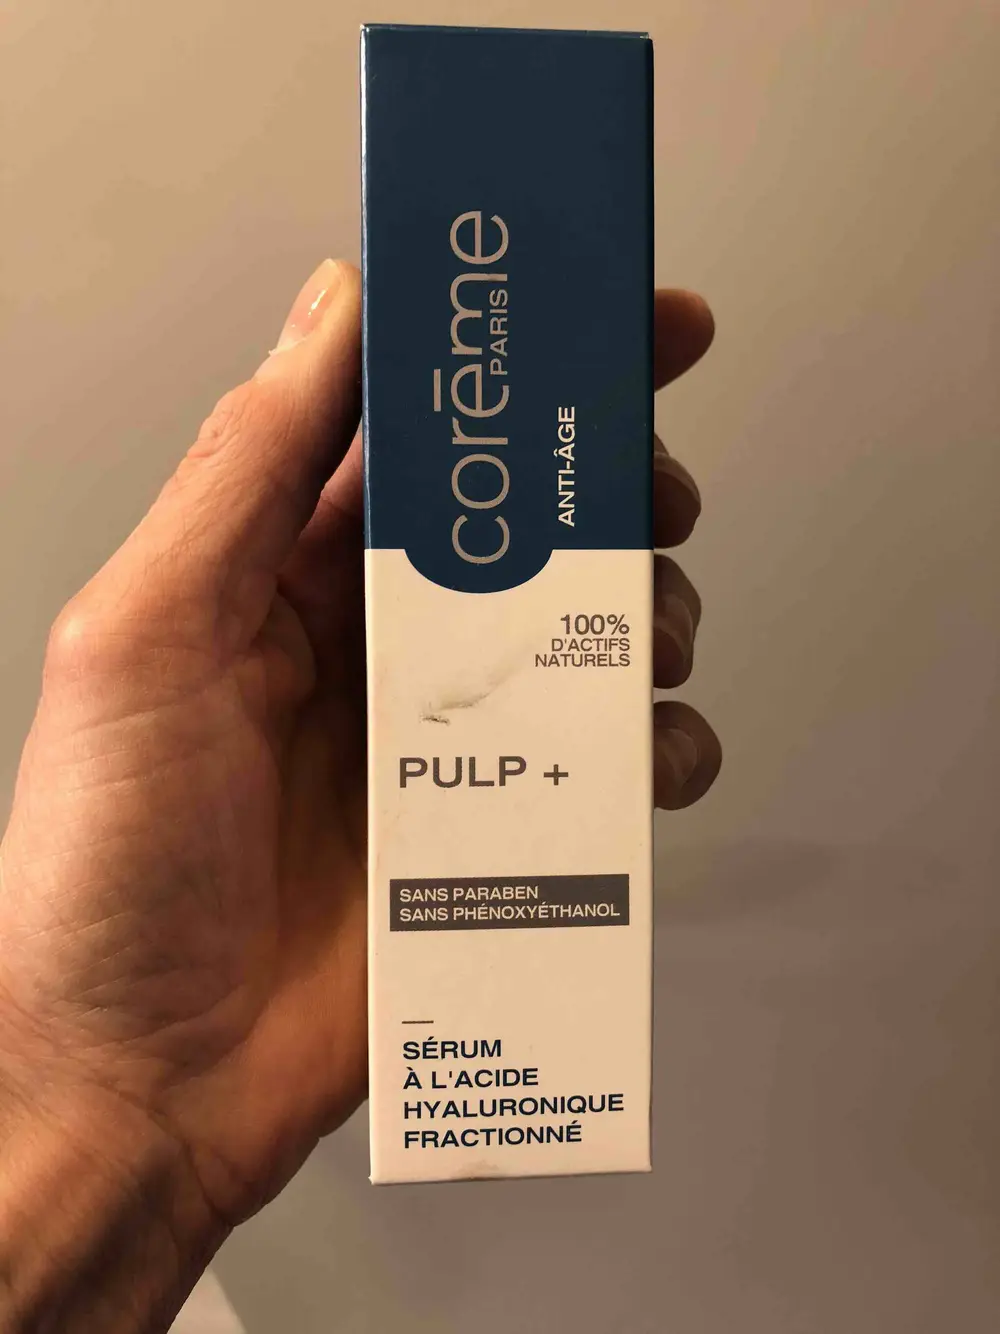 corēme
PARIS
ANTI-ÂGE
100%
D'ACTIFS
NATURELS
PULP +
SANS PARABEN
SANS PHÉNOXYÉTHANOL
SÉRUM
À L'ACIDE
HYALURONIQUE
FRACTIONNÉ